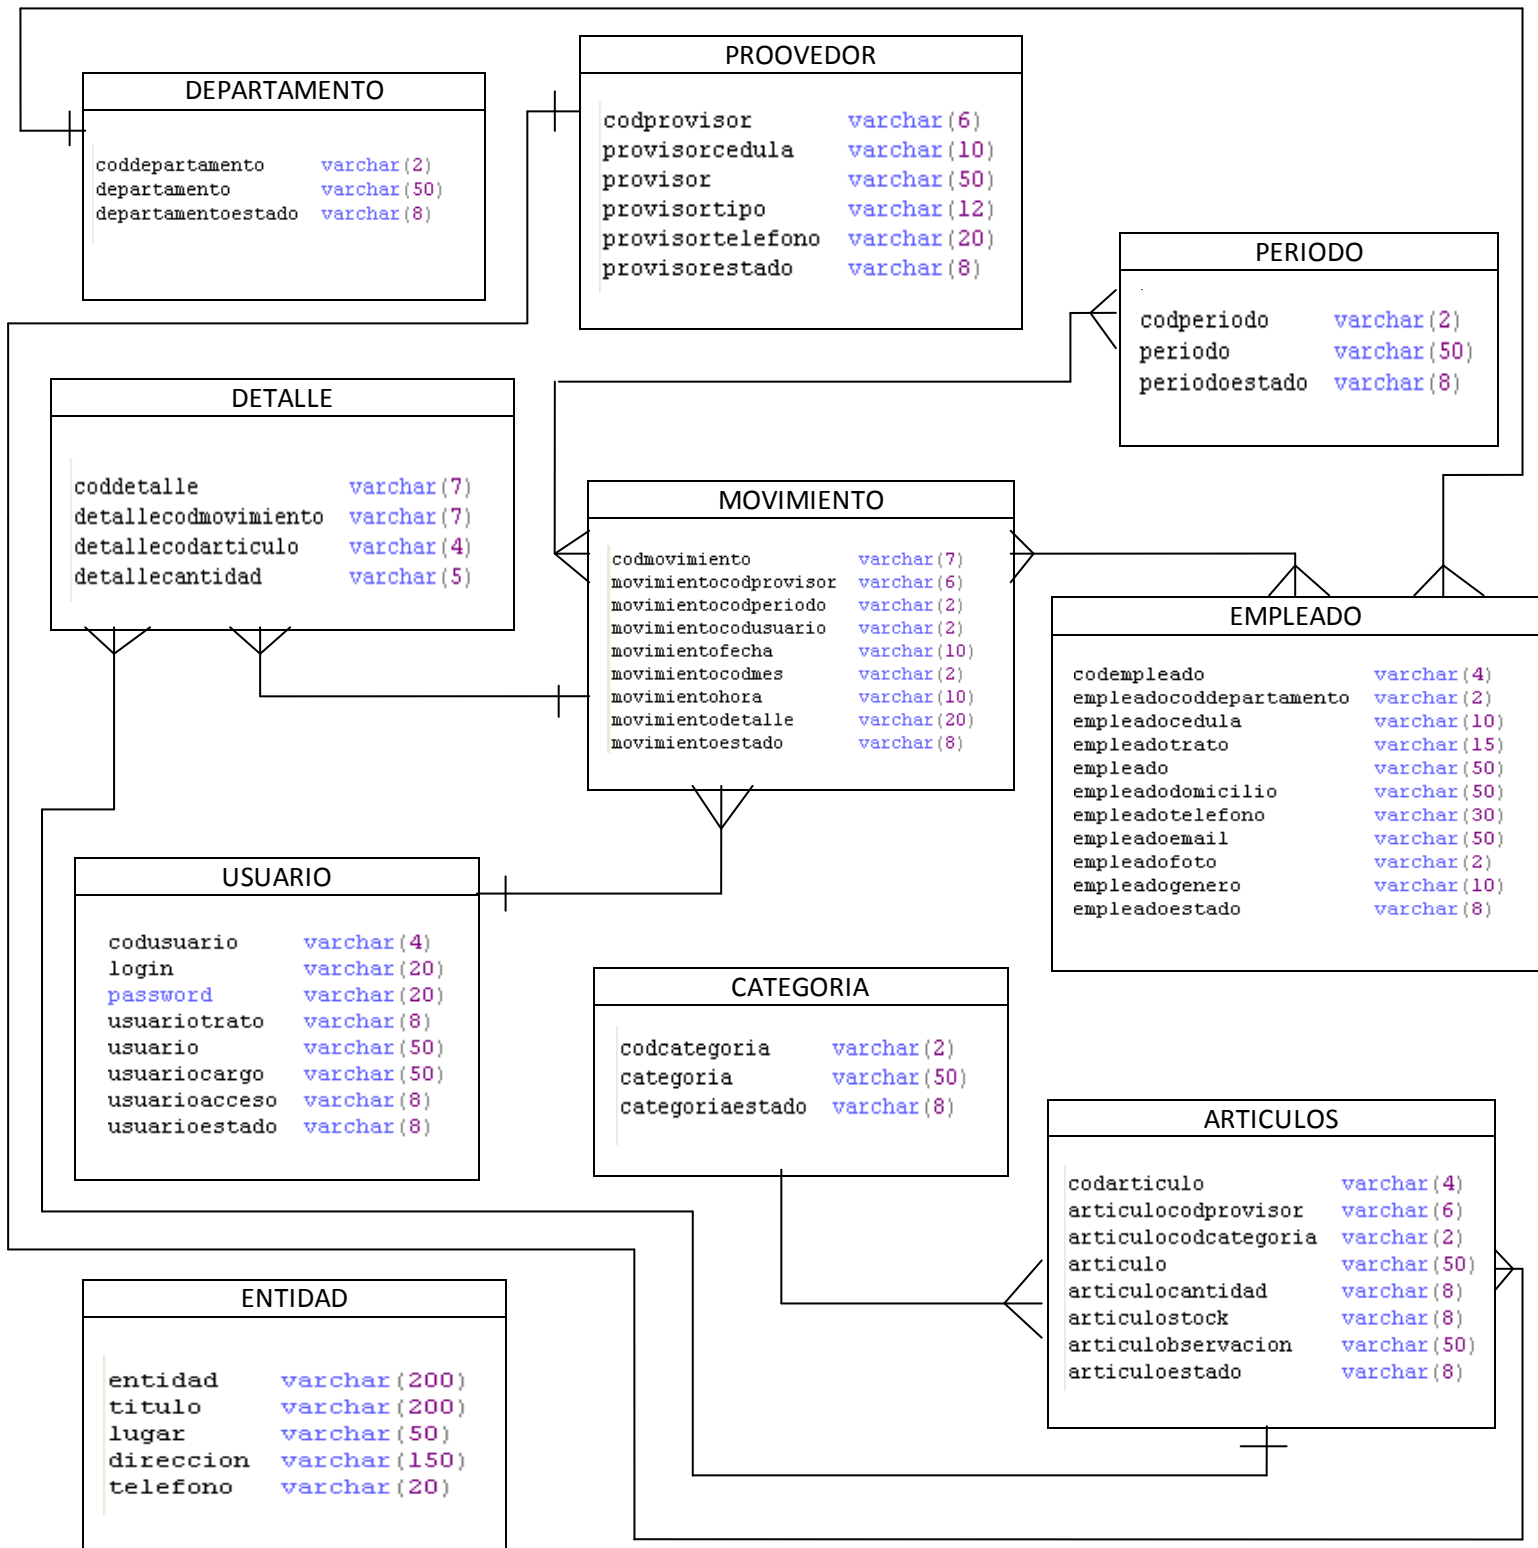 PROOVEDOR
codprovisor varchar(6)
provisorcedula varchar(10)
provisor varchar(50)
provisortipo varchar(12)
provisortelefono varchar(20)
provisorestado varchar(8)
DEPARTAMENTO
coddepartamento varchar(2)
departamento varchar(50)
departamentoestado varchar(8)
PERIODO
codperiodo varchar(2)
periodo varchar(50)
periodoestado varchar(8)
DETALLE
coddetalle varchar(7)
detallecodmovimiento varchar(7)
detallecodarticulo varchar(4)
detallecantidad varchar(5)
MOVIMIENTO
codmovimiento varchar(7)
movimientocodprovisor varchar(6)
movimientocodperiodo varchar(2)
movimientocodusuario varchar(2)
movimientofecha varchar(10)
movimientocodmes varchar(2)
movimientohora varchar(10)
movimientodetalle varchar(20)
movimientoestado varchar(8)
EMPLEADO
codempleado varchar(4)
empleadocoddepartamento varchar(2)
empleadocedula varchar(10)
empleadotrato varchar(15)
empleado varchar(50)
empleadodomicilio varchar(50)
empleadotelefono varchar(30)
empleadoemail varchar(50)
empleadofoto varchar(2)
empleadogenero varchar(10)
empleadoestado varchar(8)
USUARIO
codusuario varchar(4)
login varchar(20)
password varchar(20)
usuariotrato varchar(8)
usuario varchar(50)
usuariocargo varchar(50)
usuarioacceso varchar(8)
usuarioestado varchar(8)
CATEGORIA
codcategoria varchar(2)
categoria varchar(50)
categoriaestado varchar(8)
ARTICULOS
codarticulo varchar(4)
articulocodprovisor varchar(6)
articulocodcategoria varchar(2)
articulo varchar(50)
articulocantidad varchar(8)
articulostock varchar(8)
articulobservacion varchar(50)
articuloestado varchar(8)
ENTIDAD
entidad varchar(200)
titulo varchar(200)
lugar varchar(50)
direccion varchar(150)
telefono varchar(20)